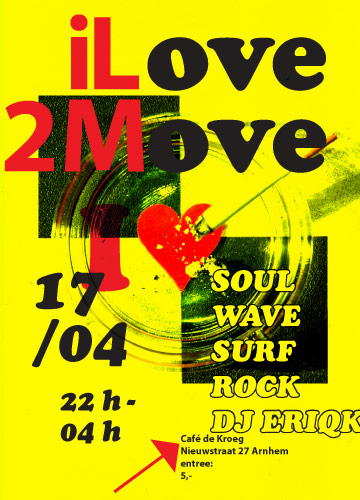 iLove
2Move
I
17
/04
22 h -
04 h
SOUL
WAVE
SURF
ROCK
DJ ERIQK
Café de Kroeg
Nieuwstraat 27 Arnhem
entree:
5,-